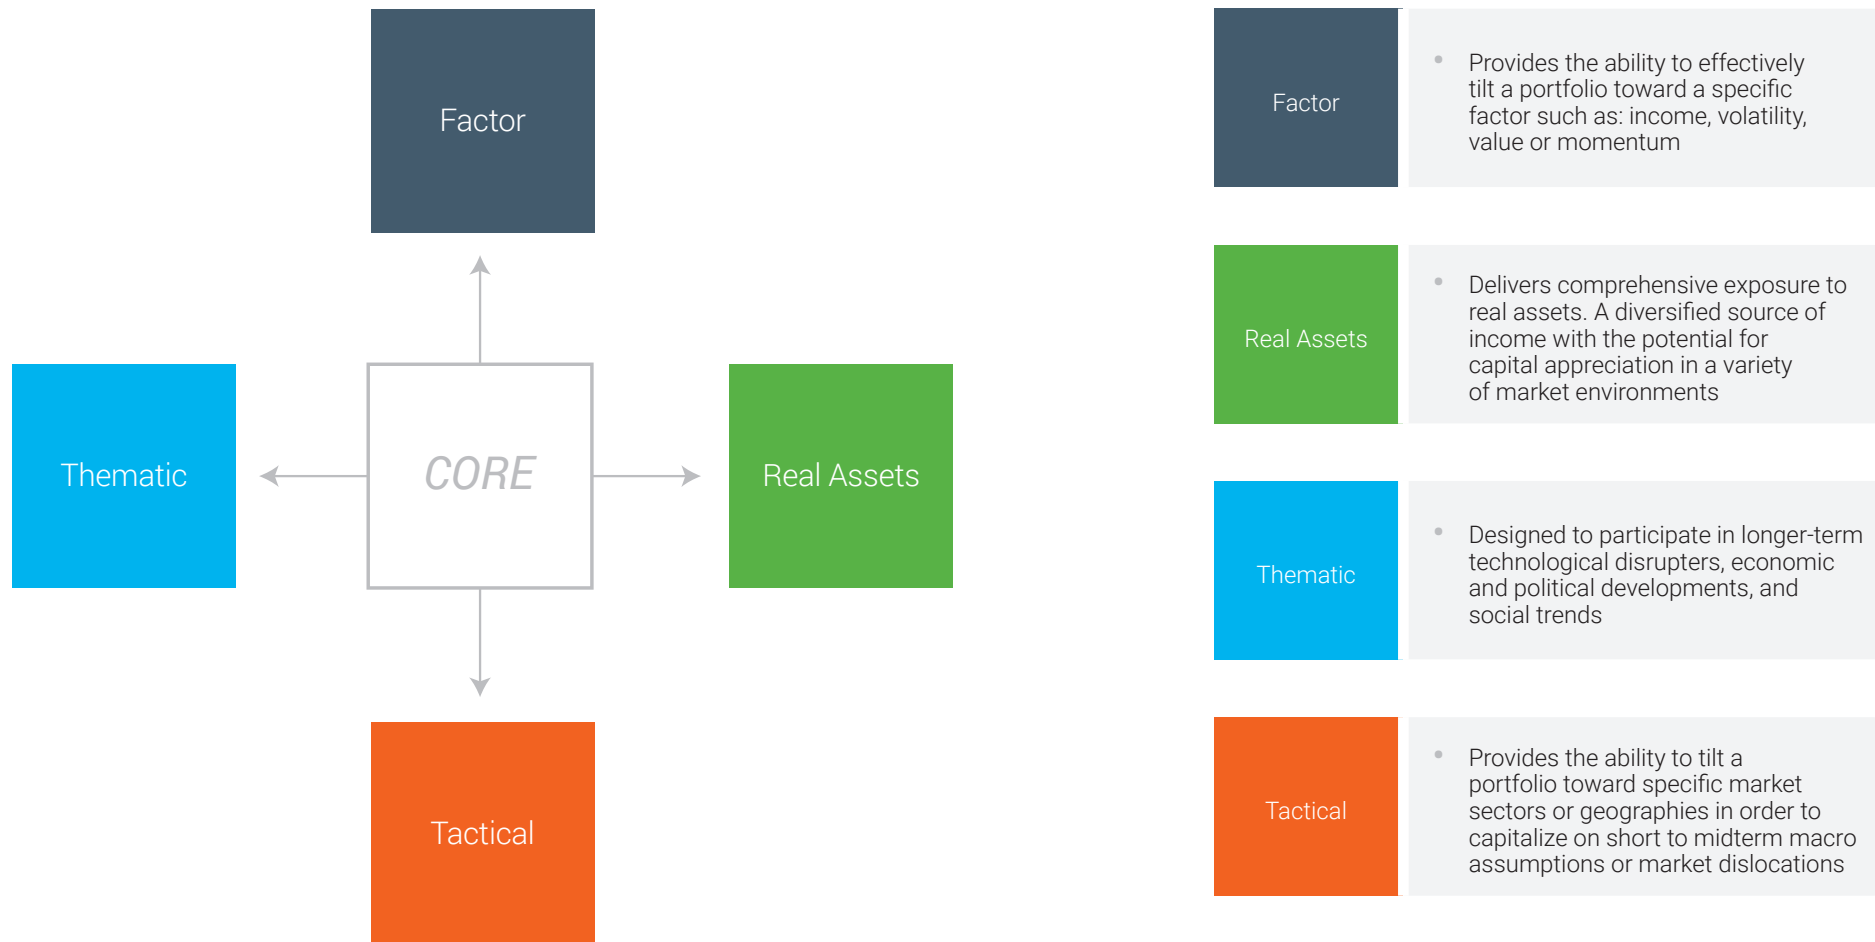 Factor
Thematic
CORE
Real Assets
Tactical
Factor
• Provides the ability to effectively
tilt a portfolio toward a specific
factor such as: income, volatility,
value or momentum
Real Assets
• Delivers comprehensive exposure to
real assets. A diversified source of
income with the potential for
capital appreciation in a variety
of market environments
Thematic
• Designed to participate in longer-term
technological disrupters, economic
and political developments, and
social trends
Tactical
• Provides the ability to tilt a
portfolio toward specific market
sectors or geographies in order to
capitalize on short to midterm macro
assumptions or market dislocations